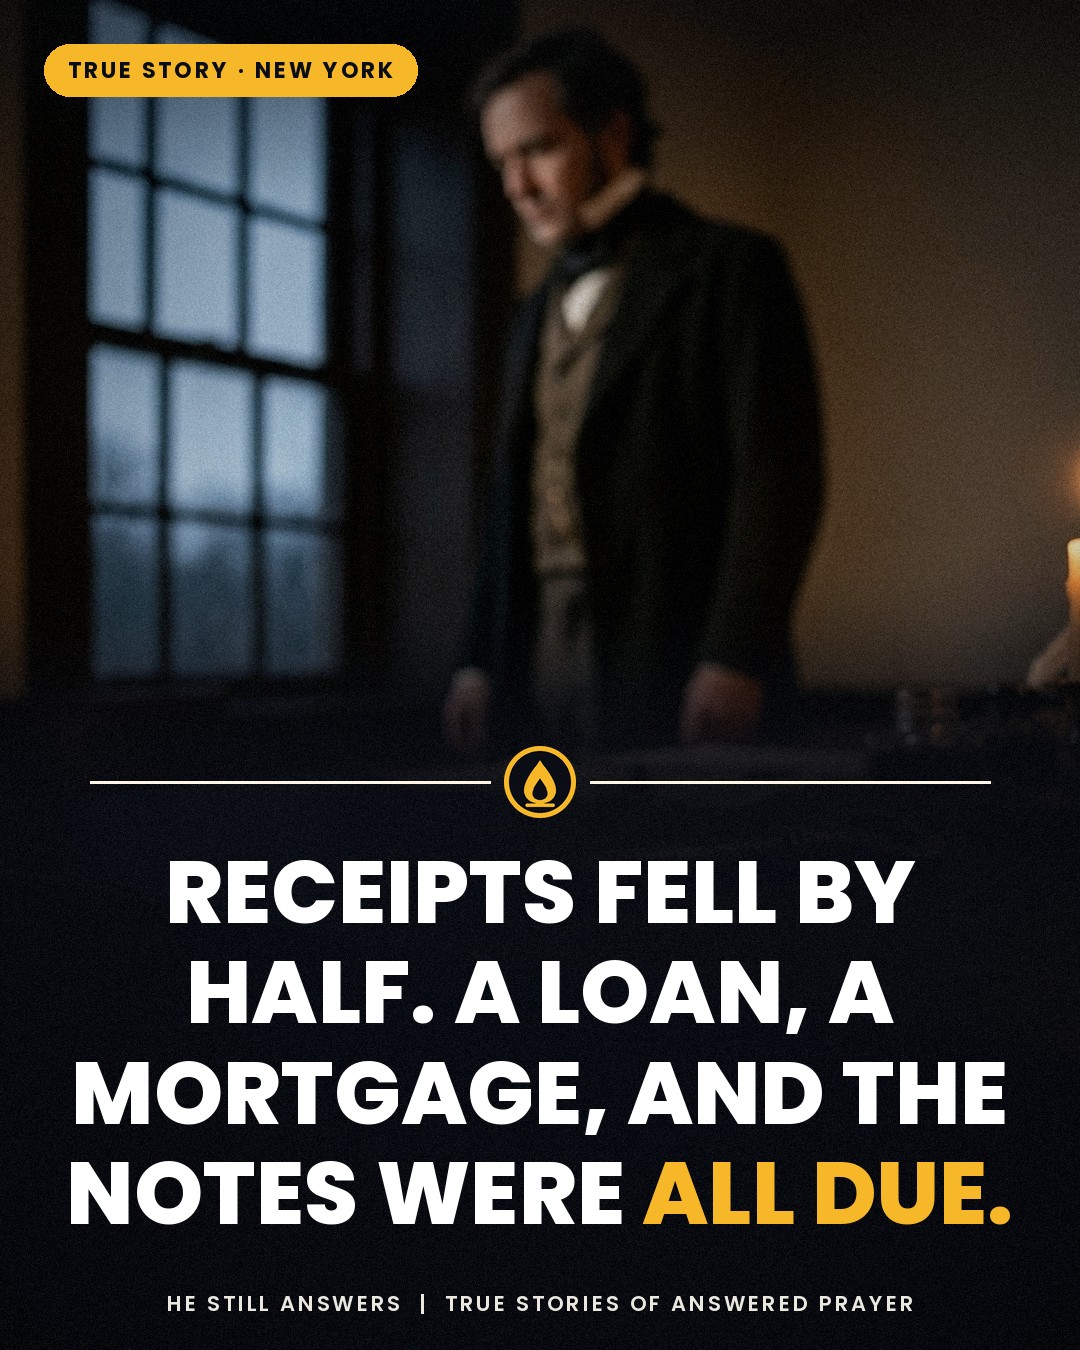 TRUE STORY · NEW YORK
RECEIPTS FELL BY
HALF. A LOAN, A
MORTGAGE, AND THE
NOTES WERE ALL DUE.
HE STILL ANSWERS | TRUE STORIES OF ANSWERED PRAYER